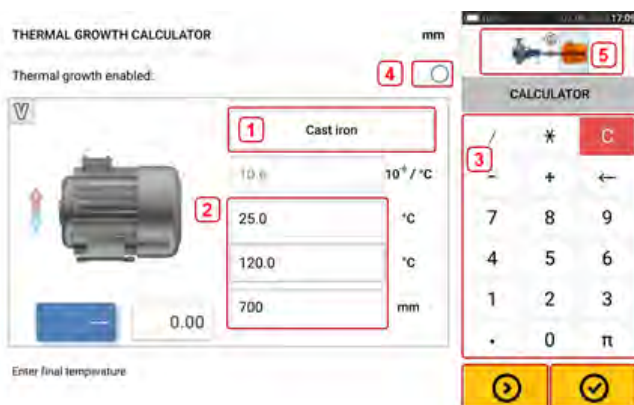 THERMAL GROWTH CALCULATOR
mm
17:09
Thermal growth enabled:
4
5
CALCULATOR
V
1
Cast iron
10.6
10⁻⁶ / °C
2
25.0
°C
120.0
°C
700
mm
0.00
Enter final temperature
3
/
*
C
-
+
←
7
8
9
4
5
6
1
2
3
.
0
π